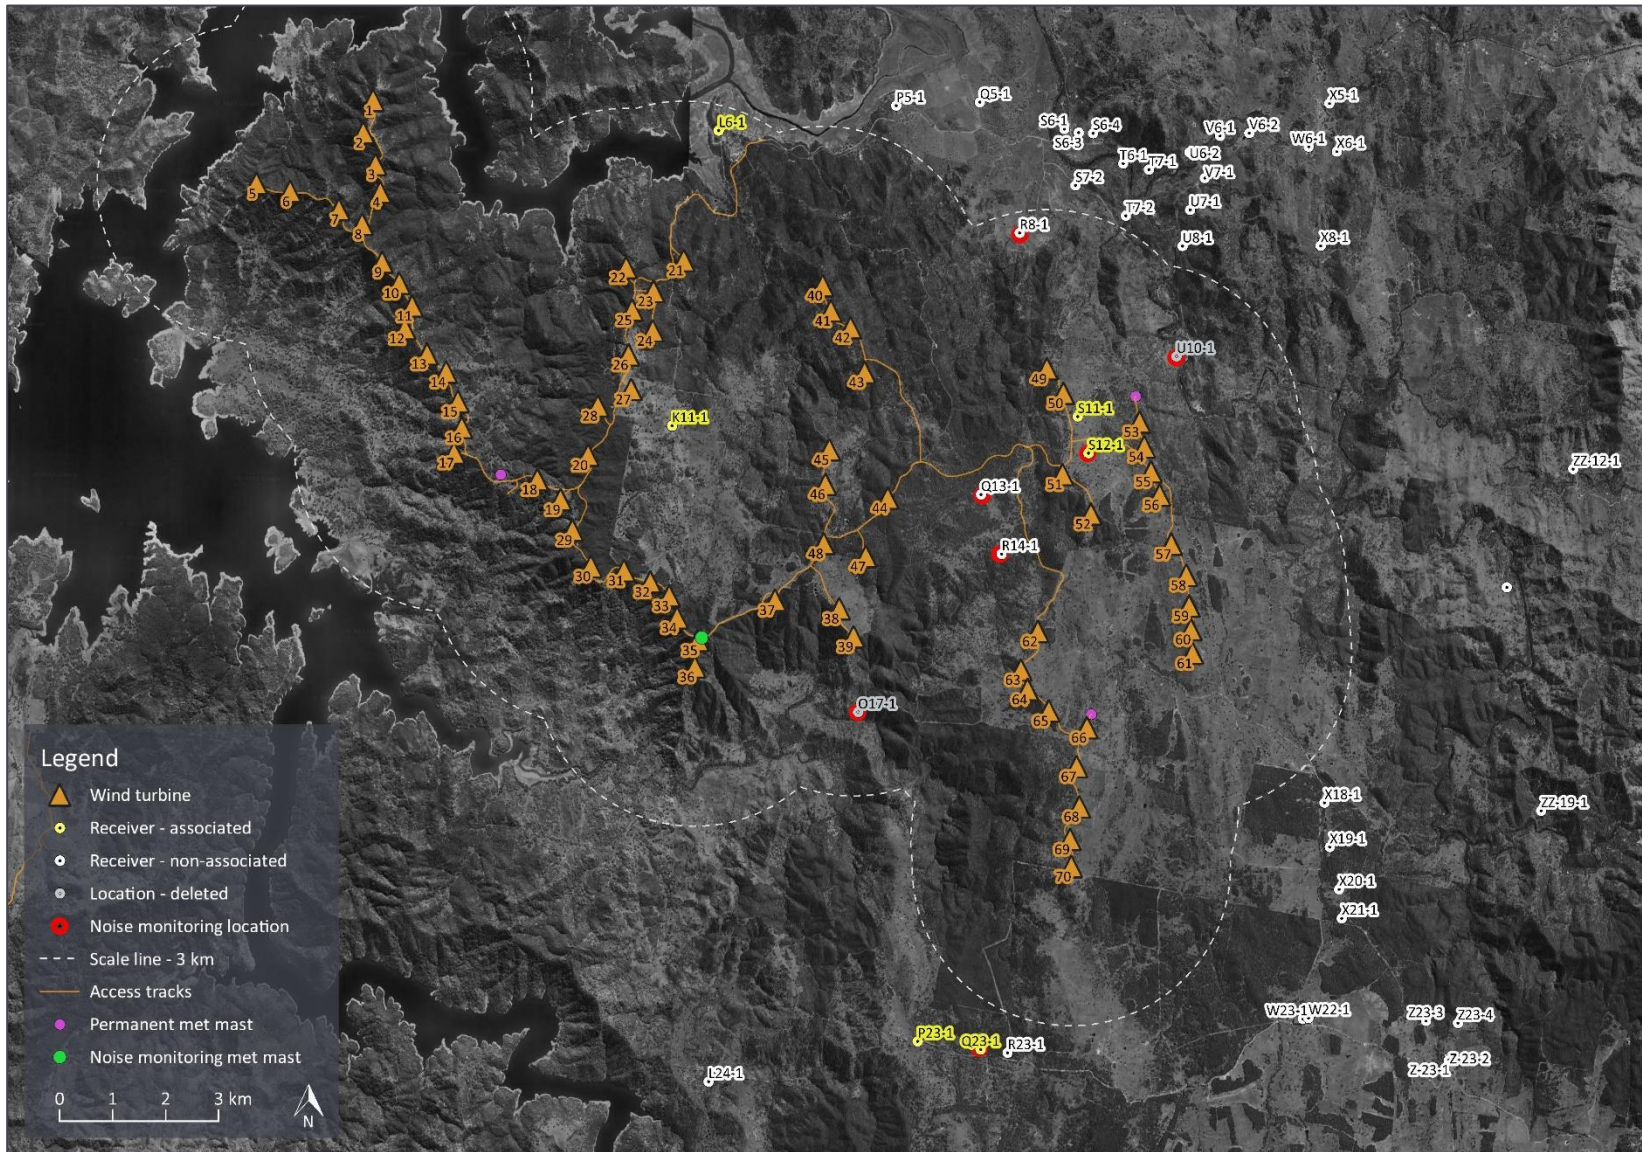 P5-1
Q5-1
X5-1
1
L6-1
S6-1
S6-4
V6-1
V6-2
2
S6-3
W6-1
X6-1
T6-1
T7-1
U6-2
3
V7-1
S7-2
5
6
4
U7-1
7
T7-2
8
R8-1
U8-1
X8-1
9
22
21
10
23
40
11
25
41
12
24
42
U10-1
13
26
14
43
49
27
15
28
50
S11-1
K11-1
16
53
S12-1
17
20
45
54
ZZ-12-1
18
46
51
55
Q13-1
19
44
56
52
29
48
R14-1
57
47
30
31
58
32
33
37
38
59
34
62
60
35
39
61
36
63
64
O17-1
65
66
67
X18-1
ZZ-19-1
68
X19-1
69
70
X20-1
X21-1
W23-1
W22-1
Z23-3
Z23-4
P23-1
Q23-1
R23-1
Z-23-2
Z-23-1
L24-1
Legend
Wind turbine
Receiver - associated
Receiver - non-associated
Location - deleted
Noise monitoring location
Scale line - 3 km
Access tracks
Permanent met mast
Noise monitoring met mast
0 1 2 3 km
N